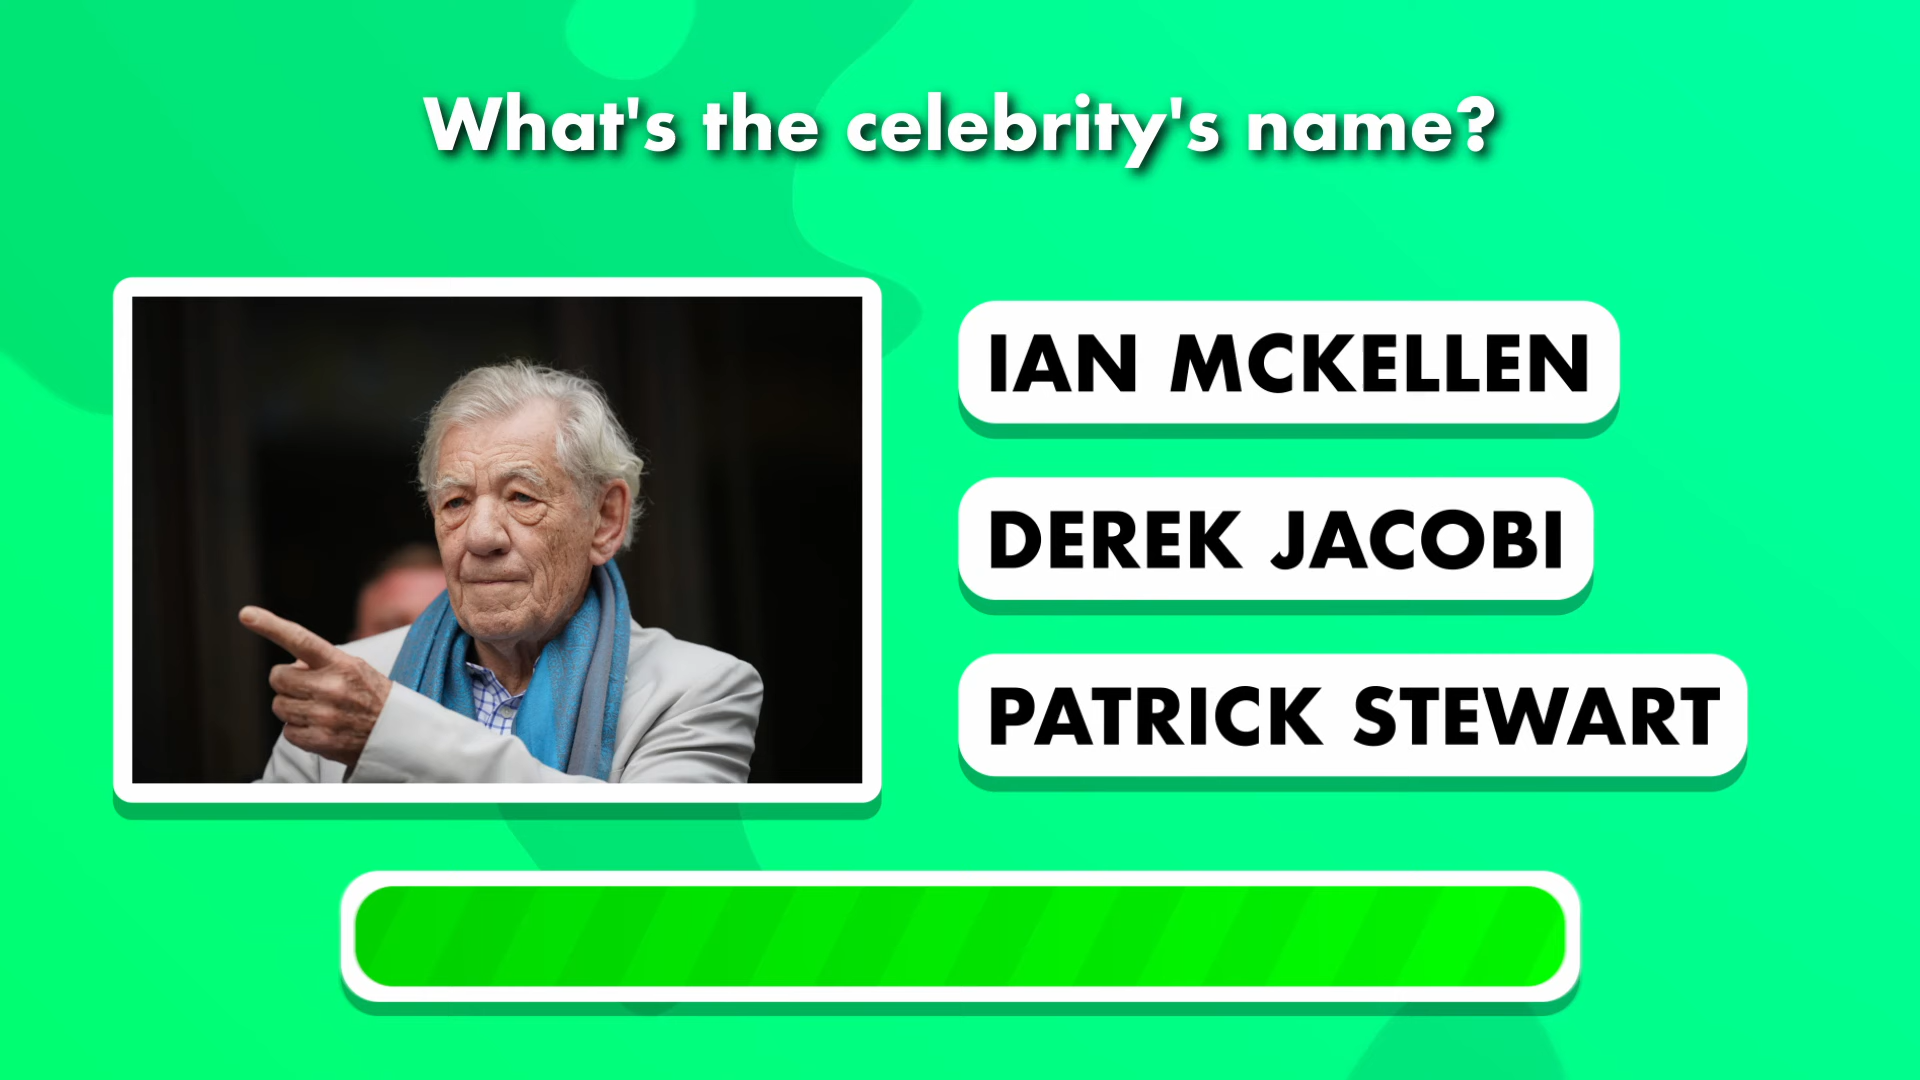 What's the celebrity's name?
IAN MCKELLEN
DEREK JACOBI
PATRICK STEWART